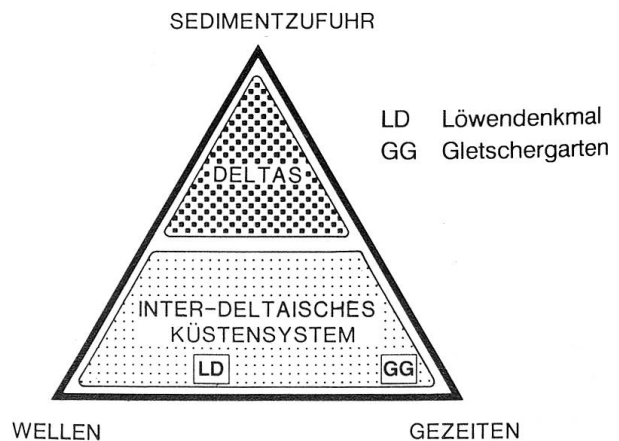 SEDIMENTZUFUHR
LD Löwendenkmal
GG Gletschergarten
DELTAS
INTER-DELTAISCHES
KÜSTENSYSTEM
LD
GG
WELLEN
GEZEITEN